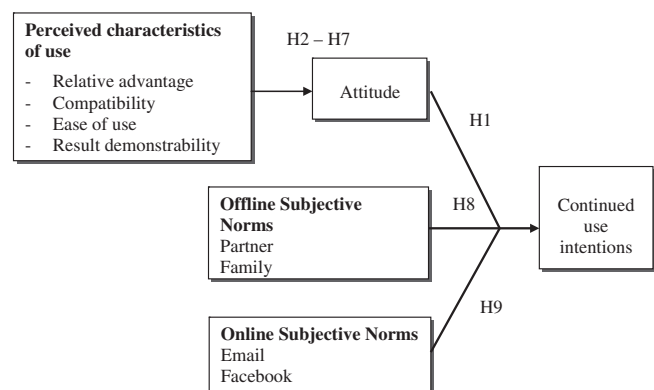 Perceived characteristics
of use
- Relative advantage
- Compatibility
- Ease of use
- Result demonstrability
H2 – H7
Attitude
H1
Offline Subjective
Norms
Partner
Family
H8
Continued
use
intentions
H9
Online Subjective Norms
Email
Facebook